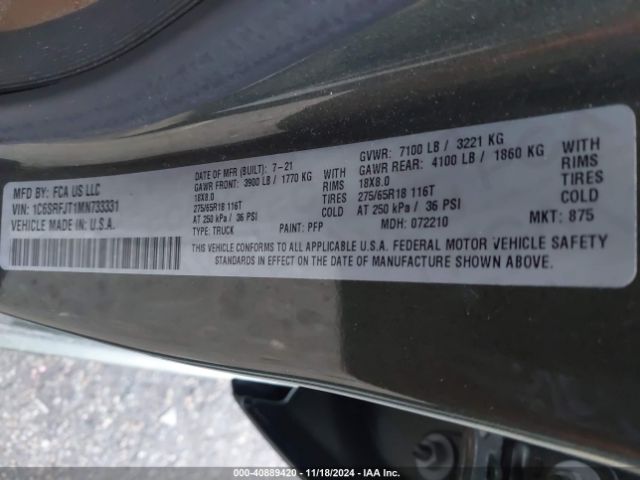 MFD BY: FCA US LLC
VIN: 1C6SRFJT1MN733331
VEHICLE MADE IN: U.S.A.
DATE OF MFR (BUILT): 7-21
GAWR FRONT: 3900 LB / 1770 KG
18X8.0
275/65R18 116T
AT 250 kPa / 36 PSI
TYPE: TRUCK
PAINT: PFP
WITH
RIMS
TIRES
COLD
GVWR: 7100 LB / 3221 KG
GAWR REAR: 4100 LB / 1860 KG
18X8.0
275/65R18 116T
AT 250 kPa / 36 PSI
MDH: 072210
WITH
RIMS
TIRES
COLD
MKT: 875
THIS VEHICLE CONFORMS TO ALL APPLICABLE U.S.A. FEDERAL MOTOR VEHICLE SAFETY
STANDARDS IN EFFECT ON THE DATE OF MANUFACTURE SHOWN ABOVE.
000-40889420 - 11/18/2024 - IAA Inc.